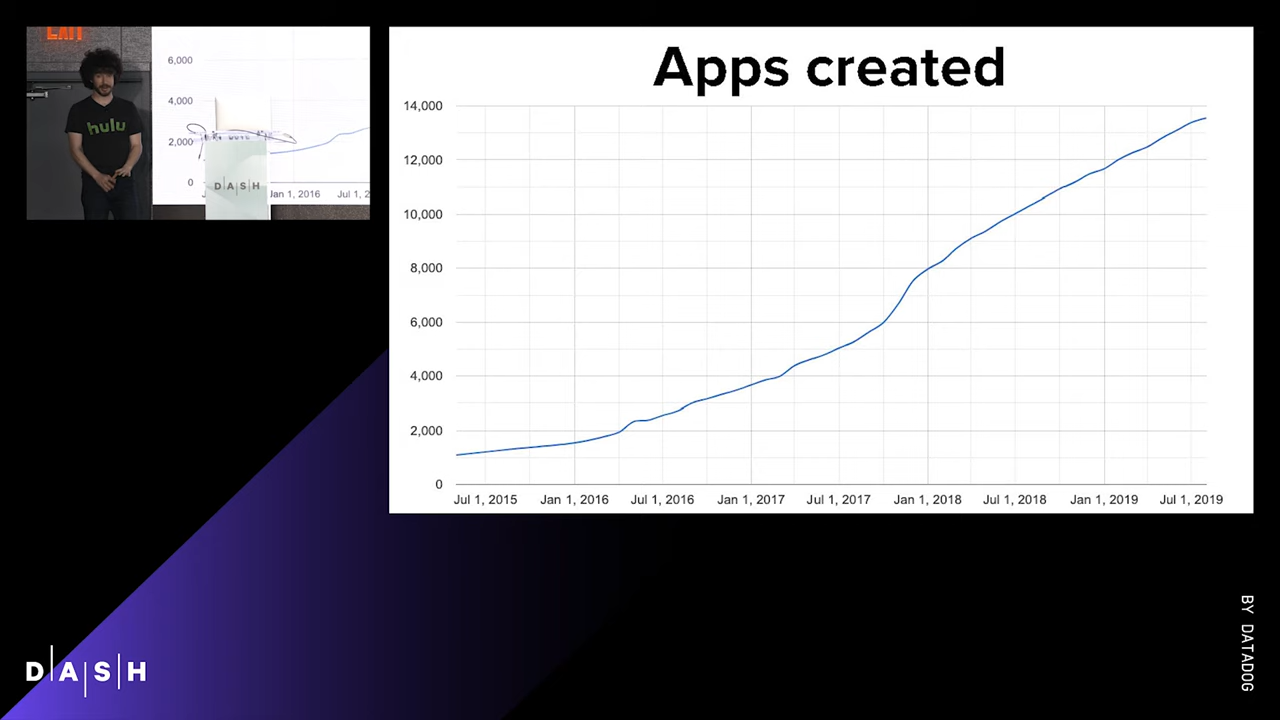 EXIT
6,000
4,000
2,000
0
Jan 1, 2016
Jul 1, 2
hulu
D|A|S|H
Apps created
14,000
12,000
10,000
8,000
6,000
4,000
2,000
0
Jul 1, 2015
Jan 1, 2016
Jul 1, 2016
Jan 1, 2017
Jul 1, 2017
Jan 1, 2018
Jul 1, 2018
Jan 1, 2019
Jul 1, 2019
D|A|S|H
BY DATADOG